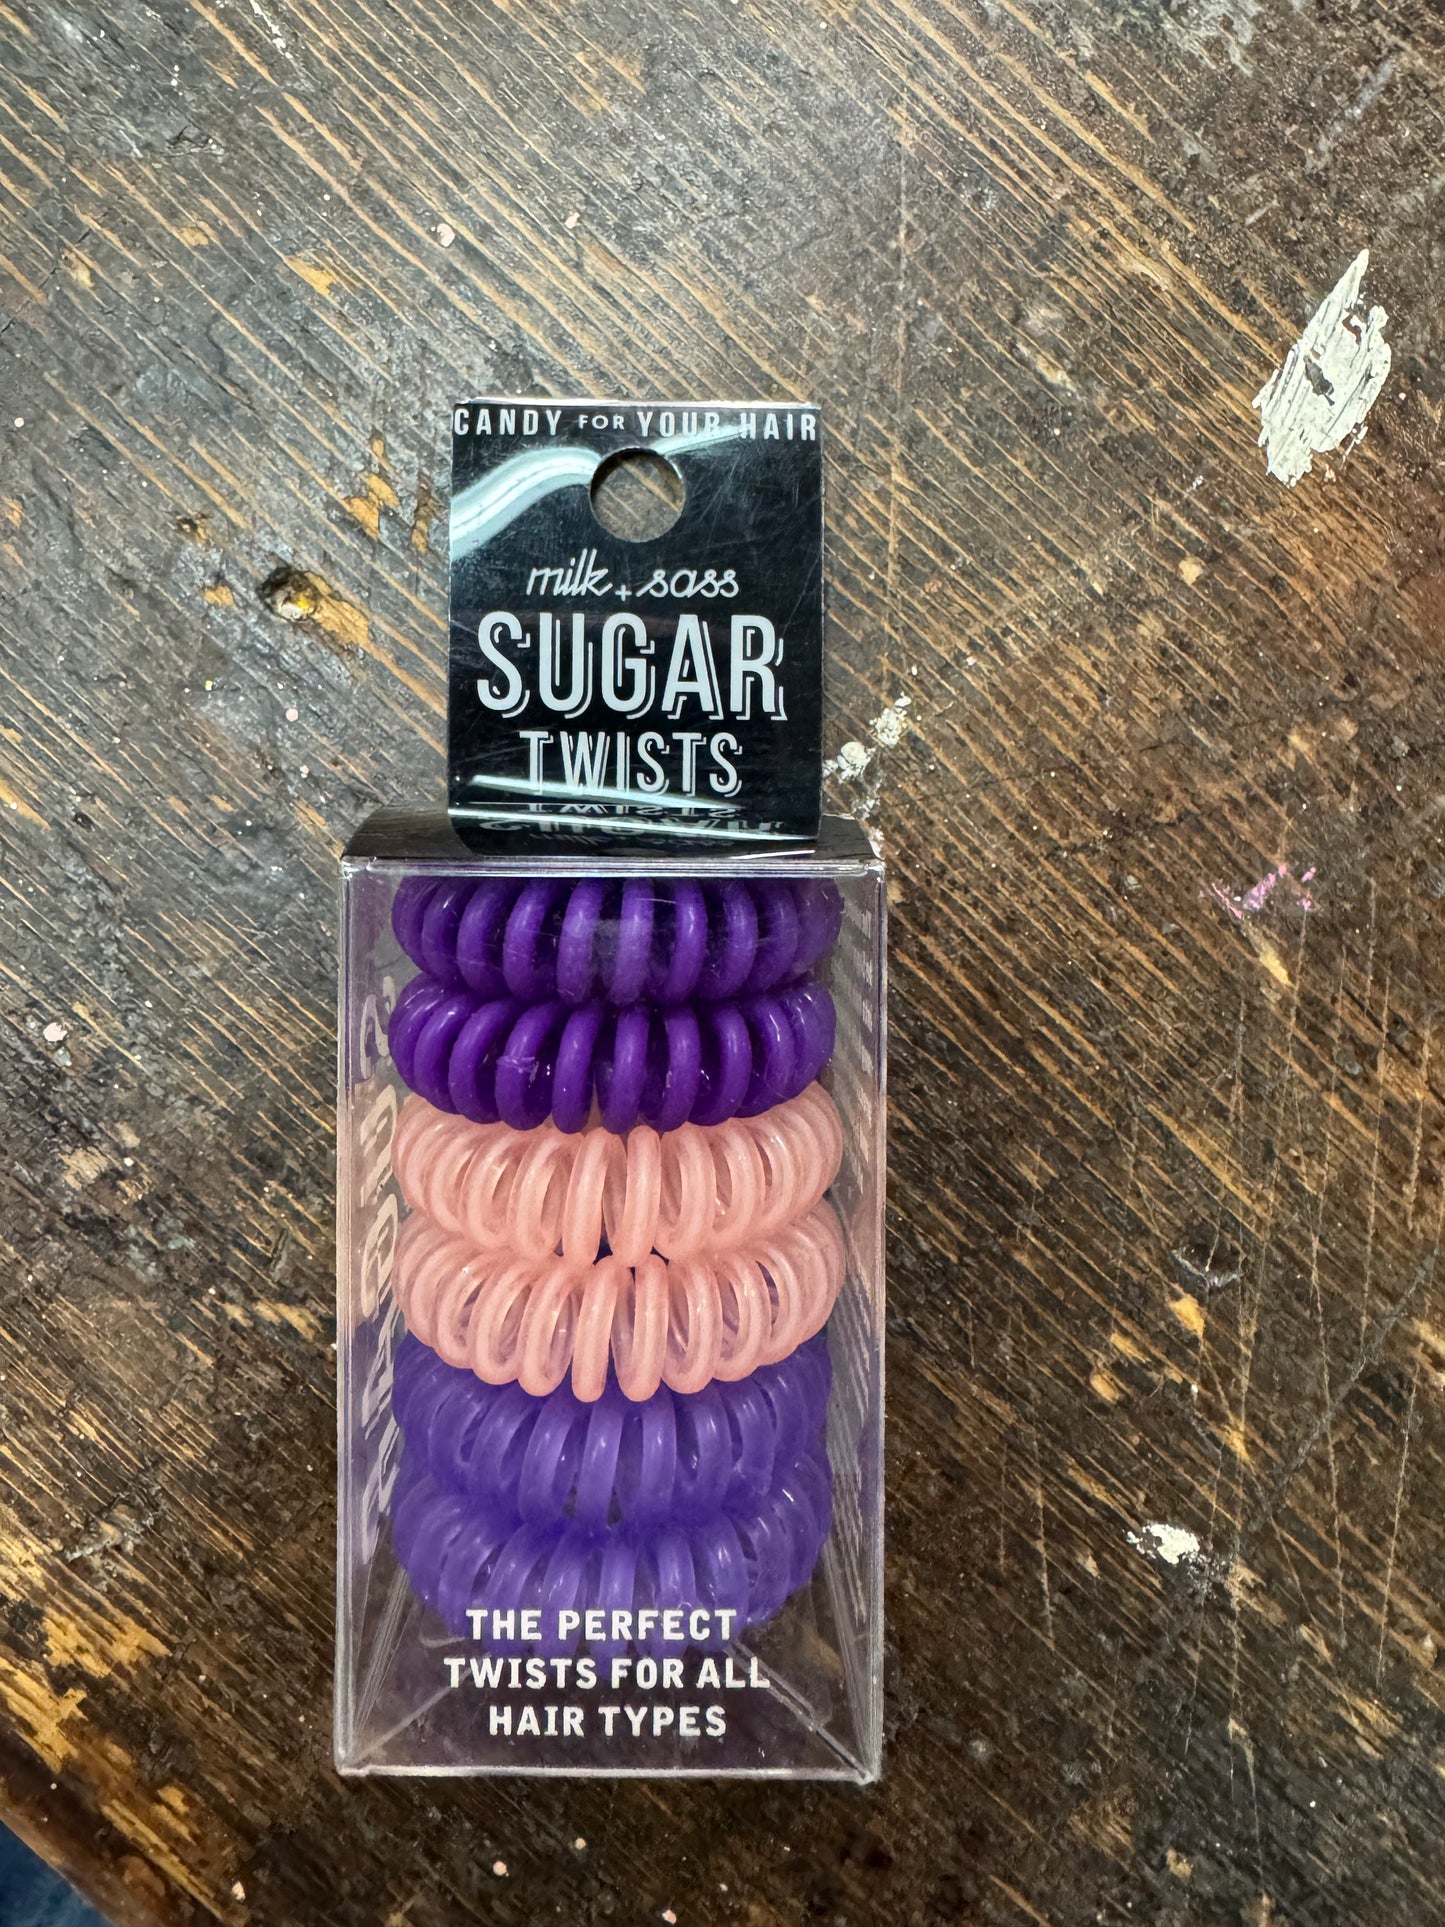 CANDY FOR YOUR HAIR
milk + sass
SUGAR
TWISTS
THE PERFECT
TWISTS FOR ALL
HAIR TYPES